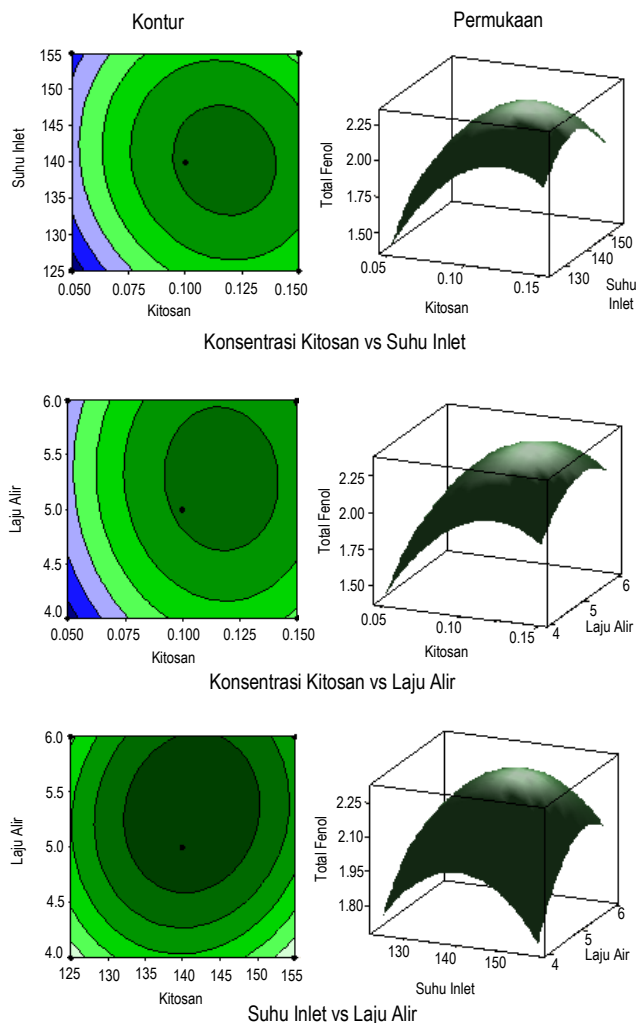 Kontur
Permukaan
Suhu Inlet
155
150
145
140
135
130
125
0.050 0.075 0.100 0.125 0.150
Kitosan
Total Fenol
2.25
2.00
1.75
1.50
0.05 0.10 0.15
Kitosan
130 140 150
Suhu
Inlet
Konsentrasi Kitosan vs Suhu Inlet
Laju Alir
6.0
5.5
5.0
4.5
4.0
0.050 0.075 0.100 0.125 0.150
Kitosan
Total Fenol
2.25
2.00
1.75
1.50
0.05 0.10 0.15
Kitosan
4 5 6
Laju Alir
Konsentrasi Kitosan vs Laju Alir
Laju Alir
6.0
5.5
5.0
4.5
4.0
125 130 135 140 145 150 155
Kitosan
Total Fenol
2.25
2.10
1.95
1.80
130 140 150
Suhu Inlet
4 5 6
Laju Air
Suhu Inlet vs Laju Alir